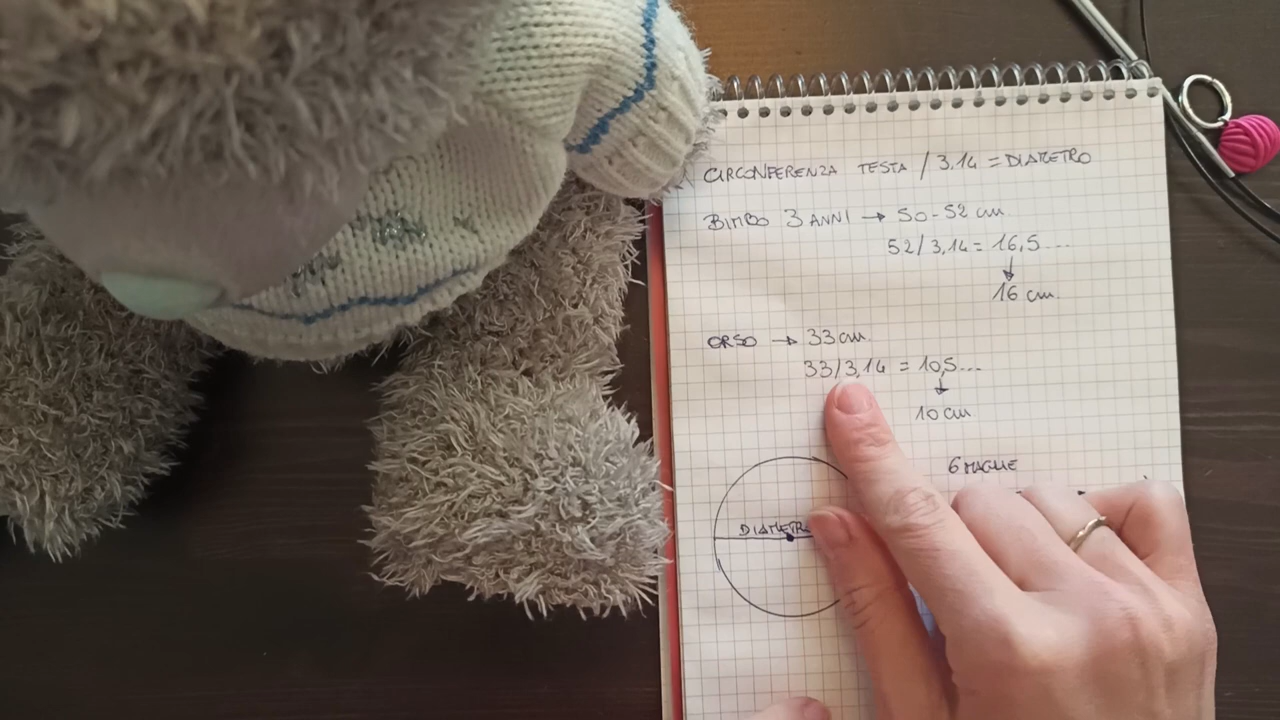 CIRCONFERENZA TESTA / 3,14 = DIAMETRO
BIMBO 3 ANNI → 50-52 cm
52/3,14 = 16,5...
16 cm
ORSO → 33 cm
33/3,14 = 10,5...
10 cm
6 MAGLIE